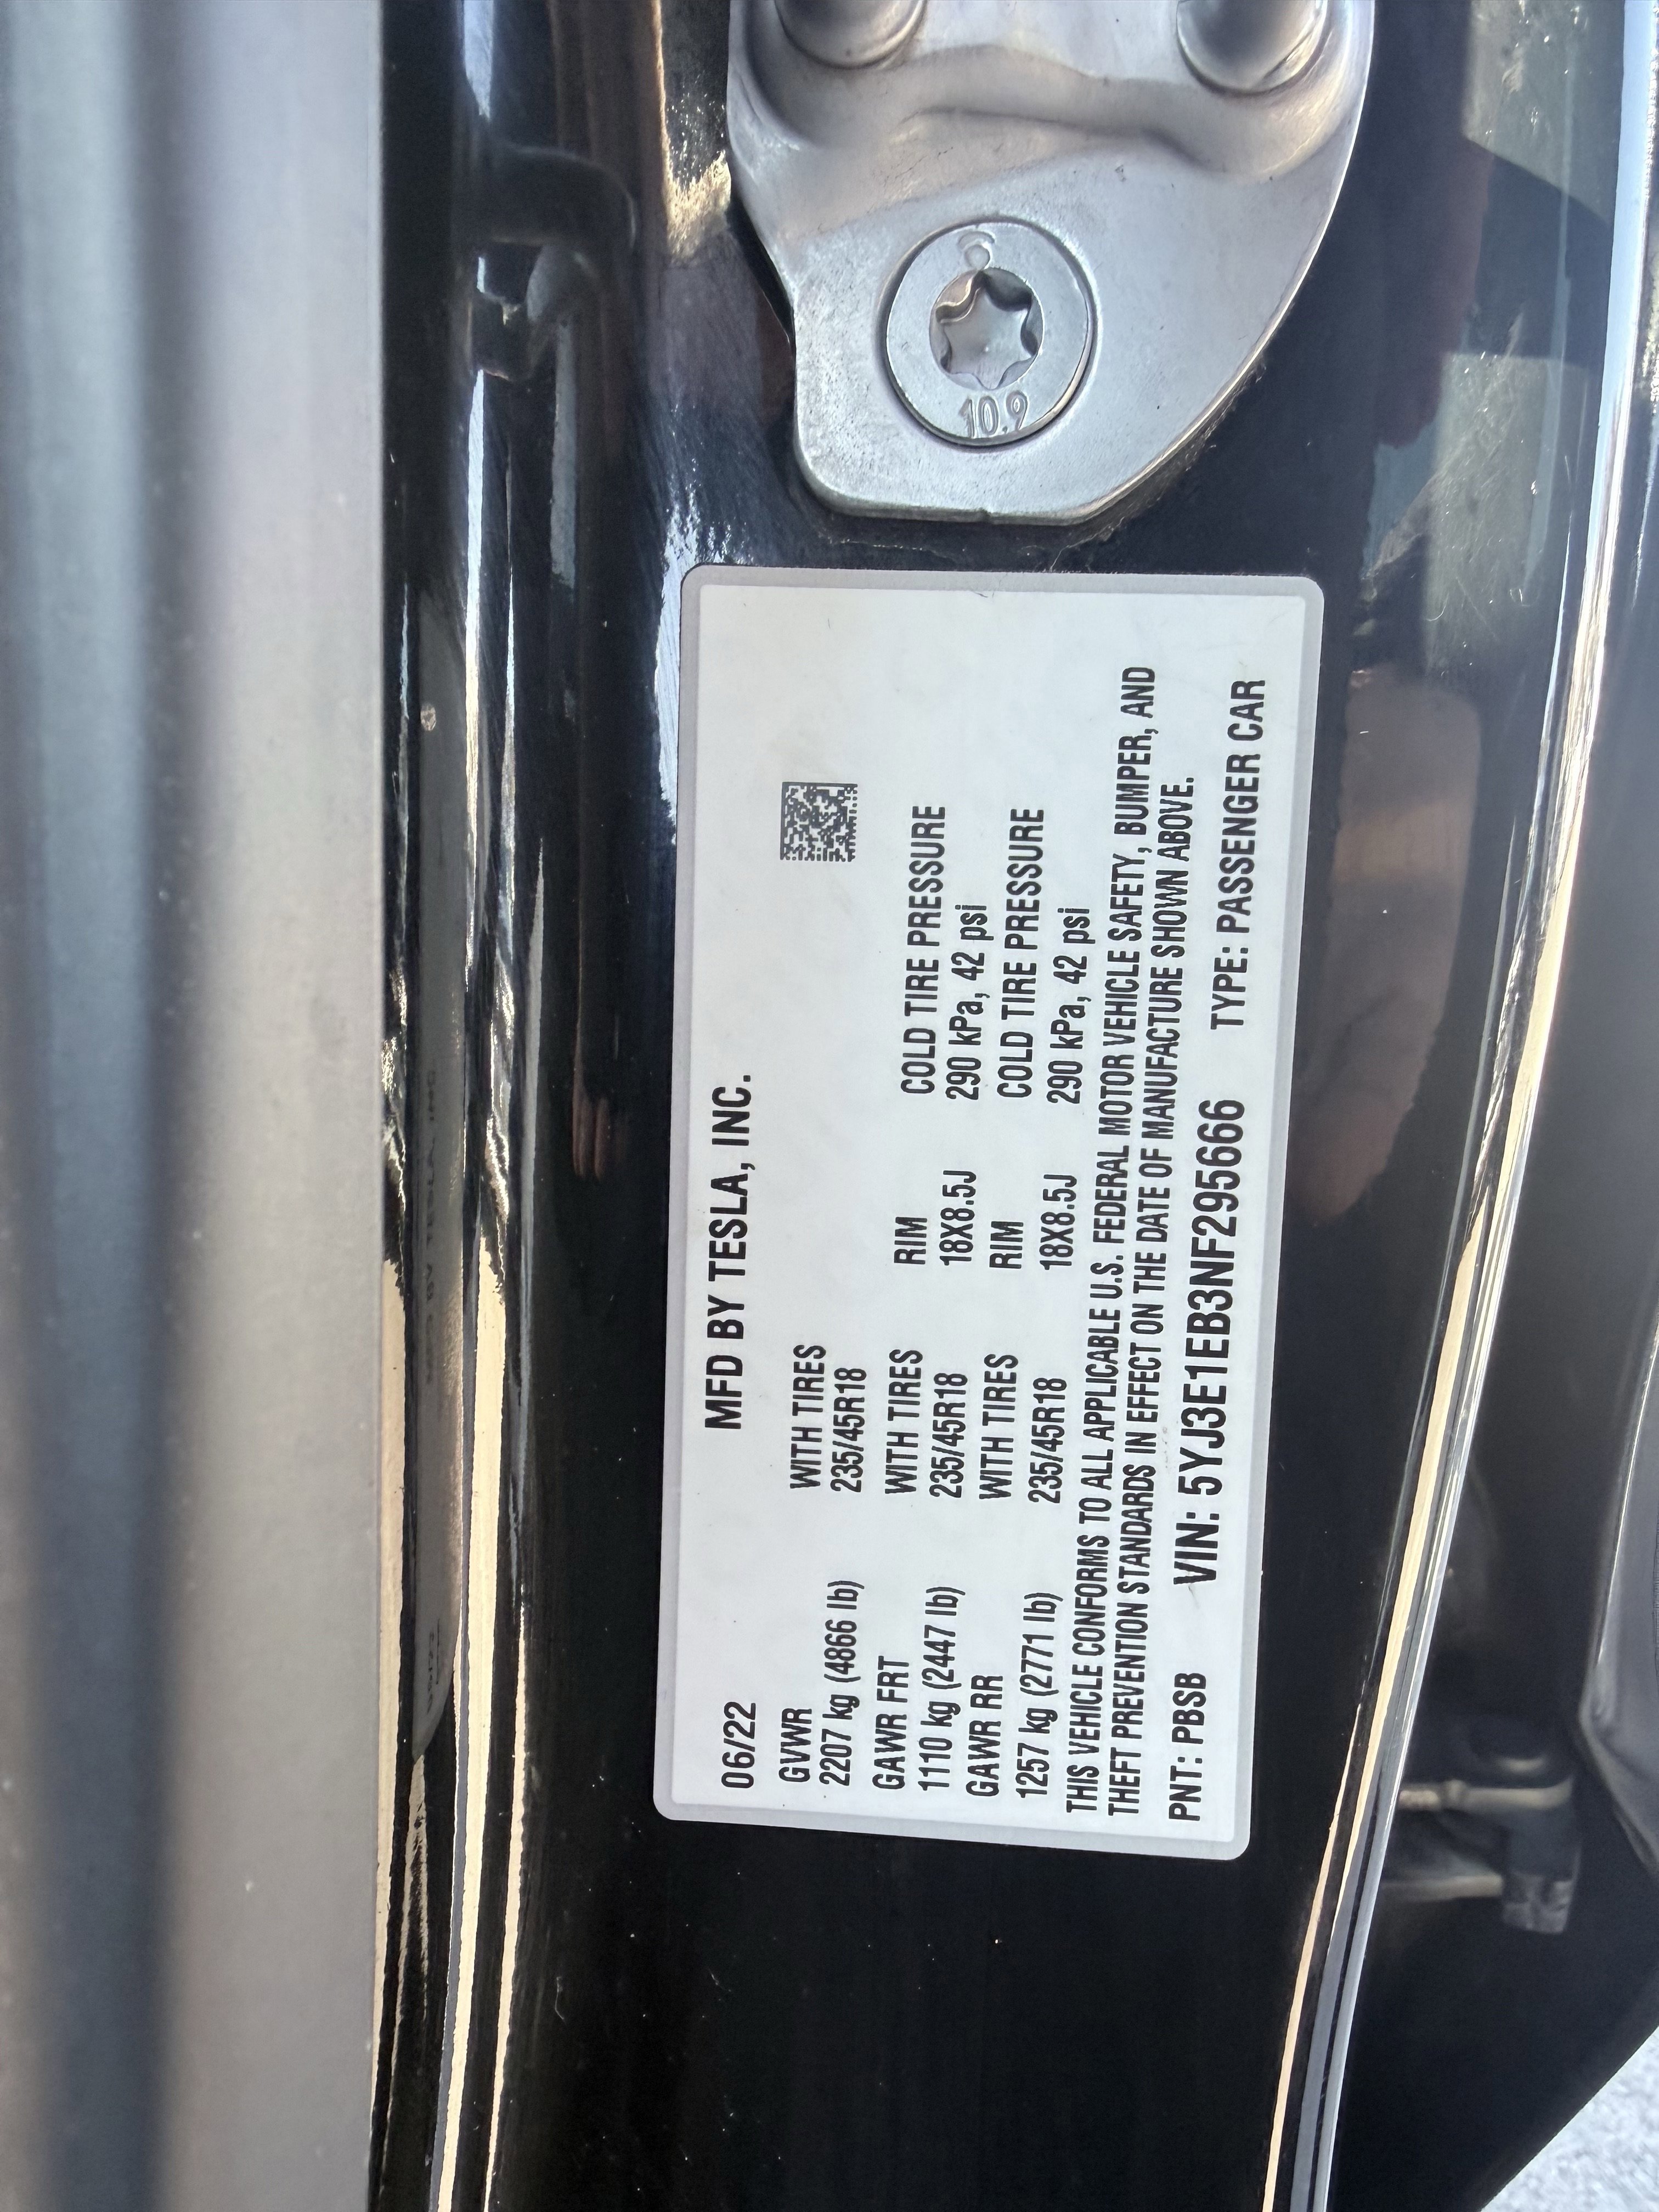 06/22 MFD BY TESLA, INC.
GVWR WITH TIRES
2207 kg (4866 lb) 235/45R18
GAWR FRT WITH TIRES RIM COLD TIRE PRESSURE
1110 kg (2447 lb) 235/45R18 18X8.5J 290 kPa, 42 psi
GAWR RR WITH TIRES RIM COLD TIRE PRESSURE
1257 kg (2771 lb) 235/45R18 18X8.5J 290 kPa, 42 psi
THIS VEHICLE CONFORMS TO ALL APPLICABLE U.S. FEDERAL MOTOR VEHICLE SAFETY, BUMPER, AND
THEFT PREVENTION STANDARDS IN EFFECT ON THE DATE OF MANUFACTURE SHOWN ABOVE.
PNT: PBSB VIN: 5YJ3E1EB3NF295666 TYPE: PASSENGER CAR
10.9